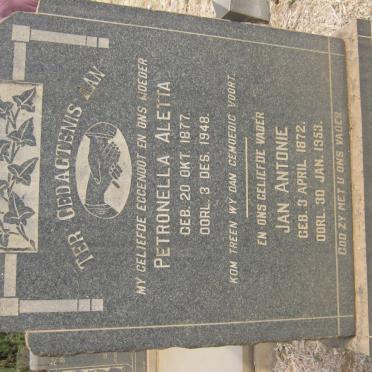 TER GEDAGTENIS AAN
MY GELIEFDE EGGENOOT EN ONS MOEDER
PETRONELLA ALETTA
GEB. 20 OKT. 1877.
OORL. 3 DES. 1948.
KOM TREEN WY DAN GEMOEDIG VOORT.
EN ONS GELIEFDE VADER
JAN ANTONIE
GEB. 3 APRIL 1872.
OORL. 30 JAN. 1953.
GOD ZY MET U ONS VADER